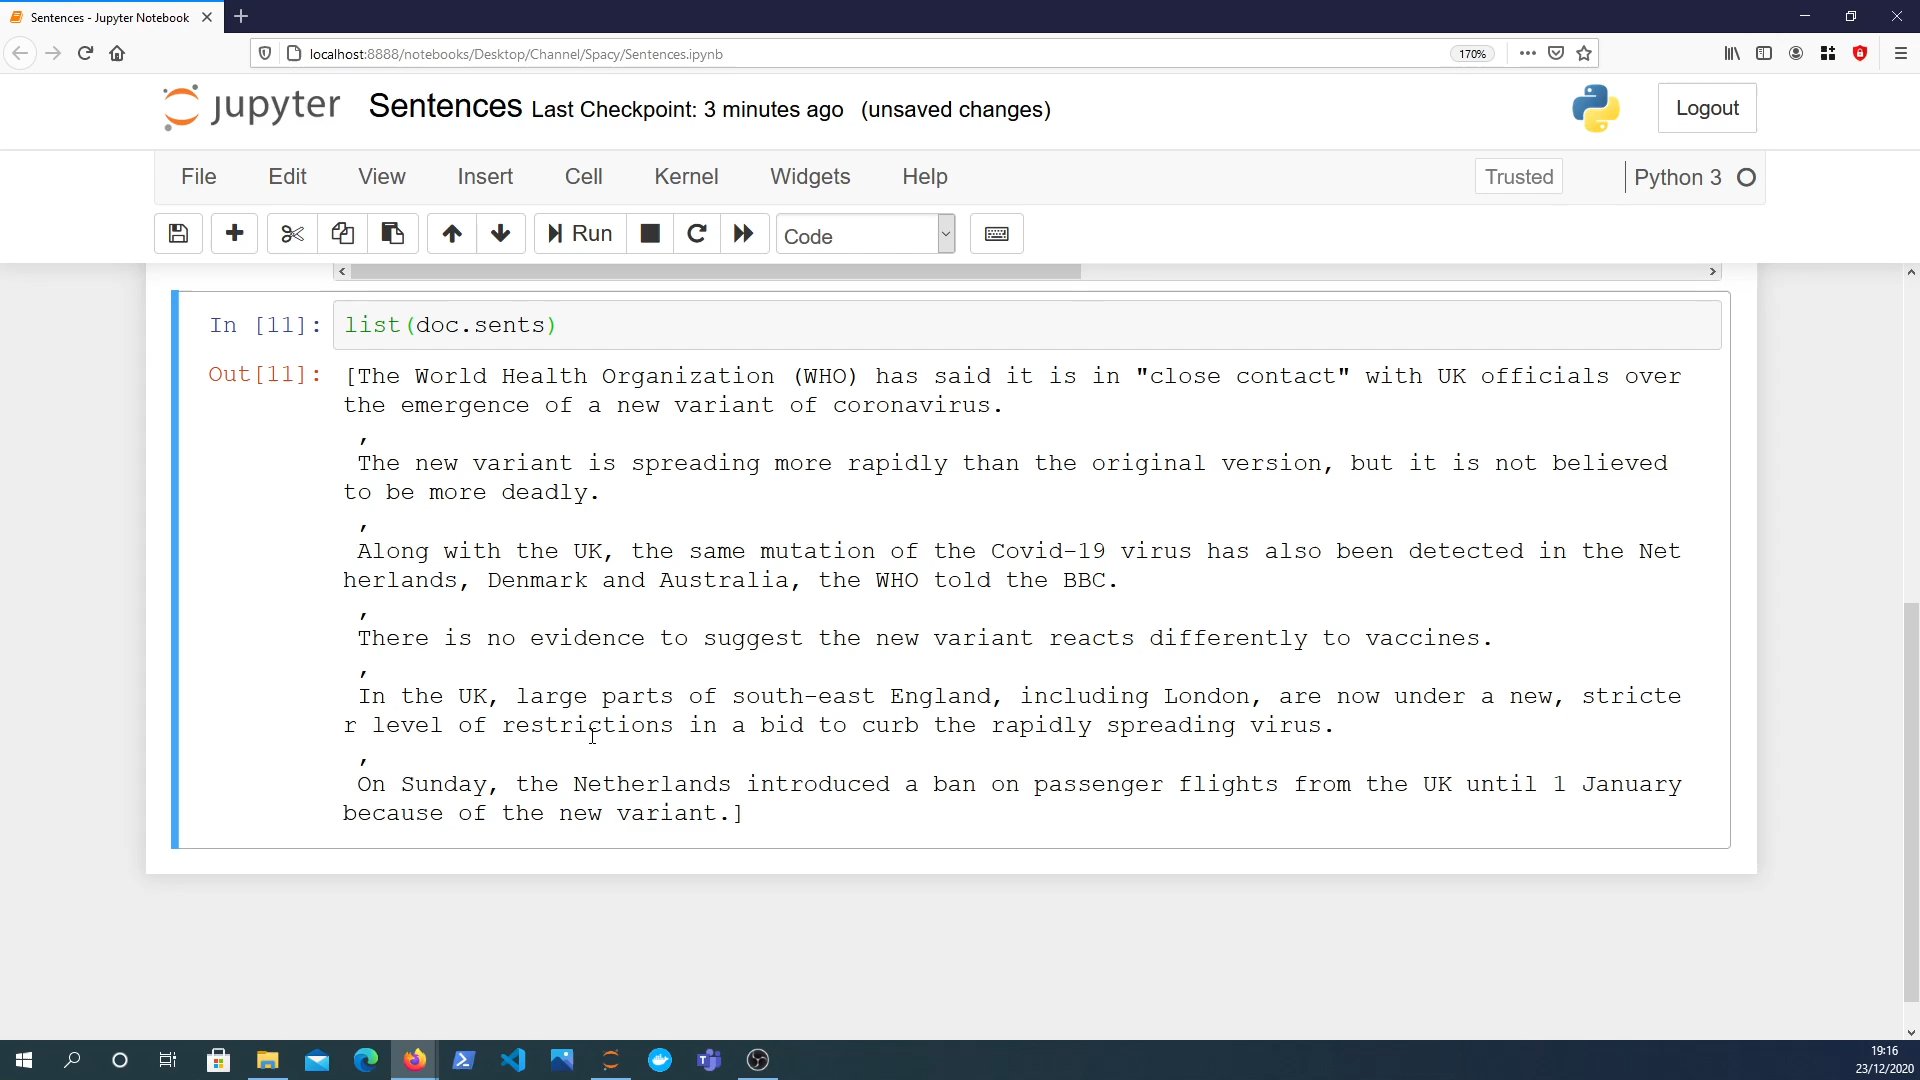 Sentences - Jupyter Notebook
localhost:8888/notebooks/Desktop/Channel/Spacy/Sentences.ipynb
170%
jupyter Sentences Last Checkpoint: 3 minutes ago (unsaved changes)
Logout
File Edit View Insert Cell Kernel Widgets Help
Trusted
Python 3
Run
Code
In [11]: list(doc.sents)
Out[11]: [The World Health Organization (WHO) has said it is in "close contact" with UK officials over
the emergence of a new variant of coronavirus.
,
The new variant is spreading more rapidly than the original version, but it is not believed
to be more deadly.
,
Along with the UK, the same mutation of the Covid-19 virus has also been detected in the Net
herlands, Denmark and Australia, the WHO told the BBC.
,
There is no evidence to suggest the new variant reacts differently to vaccines.
,
In the UK, large parts of south-east England, including London, are now under a new, stricte
r level of restrictions in a bid to curb the rapidly spreading virus.
,
On Sunday, the Netherlands introduced a ban on passenger flights from the UK until 1 January
because of the new variant.]
19:16
23/12/2020